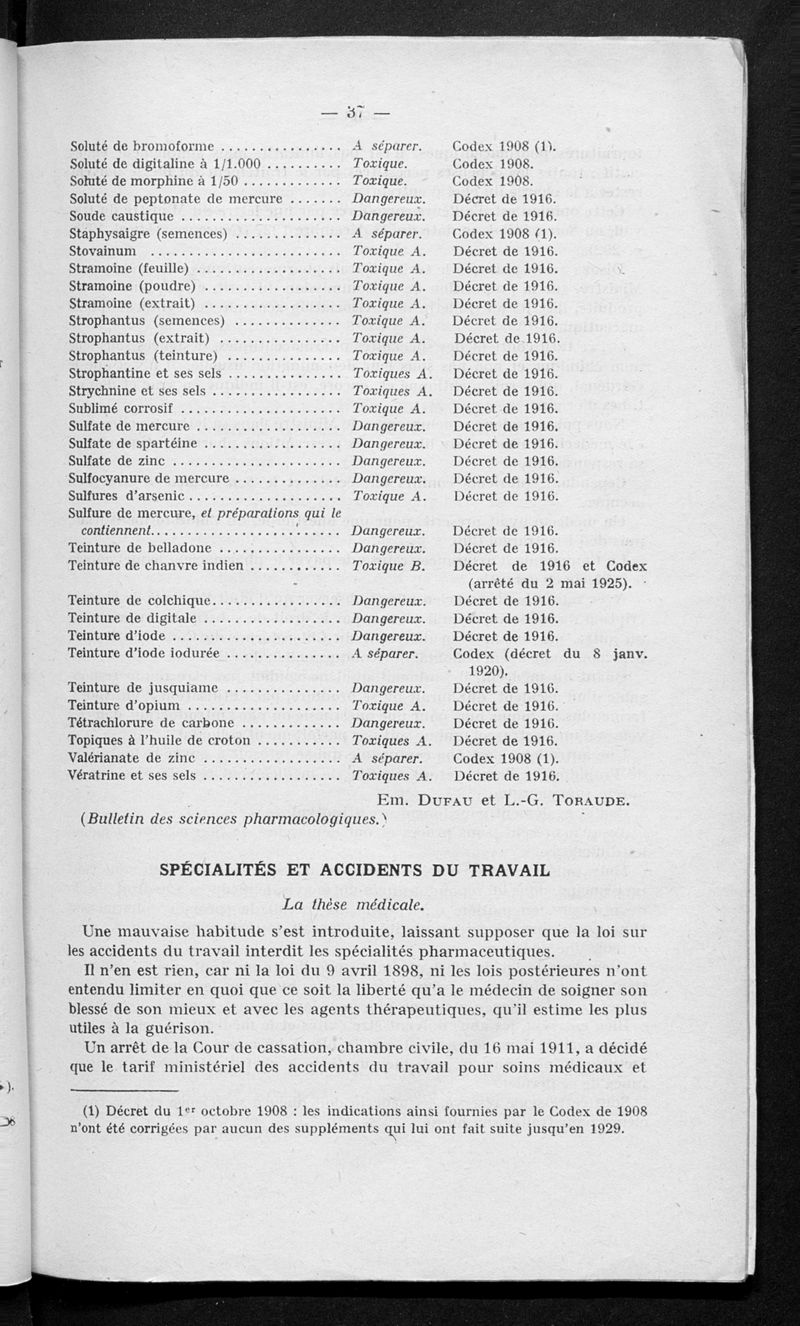 — 37 —
Soluté de bromoforme ................ A séparer. Codex 1908 (1).
Soluté de digitaline à 1/1.000 .......... Toxique. Codex 1908.
Soluté de morphine à 1/50 ............. Toxique. Codex 1908.
Soluté de peptonate de mercure ....... Dangereux. Décret de 1916.
Soude caustique ..................... Dangereux. Décret de 1916.
Staphysaigre (semences) .............. A séparer. Codex 1908 (1).
Stovainum ......................... Toxique A. Décret de 1916.
Stramoine (feuille) ................... Toxique A. Décret de 1916.
Stramoine (poudre) .................. Toxique A. Décret de 1916.
Stramoine (extrait) .................. Toxique A. Décret de 1916.
Strophantus (semences) .............. Toxique A. Décret de 1916.
Strophantus (extrait) ................ Toxique A. Décret de 1916.
Strophantus (teinture) ............... Toxique A. Décret de 1916.
Strophantine et ses sels ............... Toxiques A. Décret de 1916.
Strychnine et ses sels ................. Toxiques A. Décret de 1916.
Sublimé corrosif ..................... Toxique A. Décret de 1916.
Sulfate de mercure ................... Dangereux. Décret de 1916.
Sulfate de spartéine .................. Dangereux. Décret de 1916.
Sulfate de zinc ...................... Dangereux. Décret de 1916.
Sulfocyanure de mercure .............. Dangereux. Décret de 1916.
Sulfures d'arsenic .................... Toxique A. Décret de 1916.
Sulfure de mercure, et préparations qui le
contiennent......................... Dangereux. Décret de 1916.
Teinture de belladone ................ Dangereux. Décret de 1916.
Teinture de chanvre indien ............ Toxique B. Décret de 1916 et Codex
(arrêté du 2 mai 1925).
Teinture de colchique................. Dangereux. Décret de 1916.
Teinture de digitale .................. Dangereux. Décret de 1916.
Teinture d'iode ...................... Dangereux. Décret de 1916.
Teinture d'iode iodurée ............... A séparer. Codex (décret du 8 janv.
1920).
Teinture de jusquiame ............... Dangereux. Décret de 1916.
Teinture d'opium .................... Toxique A. Décret de 1916.
Tétrachlorure de carbone ............. Dangereux. Décret de 1916.
Topiques à l'huile de croton ........... Toxiques A. Décret de 1916.
Valérianate de zinc .................. A séparer. Codex 1908 (1).
Vératrine et ses sels .................. Toxiques A. Décret de 1916.
Em. DUFAU et L.-G. TORAUDE.
(Bulletin des sciences pharmacologiques.)
SPÉCIALITÉS ET ACCIDENTS DU TRAVAIL
La thèse médicale.
Une mauvaise habitude s'est introduite, laissant supposer que la loi sur
les accidents du travail interdit les spécialités pharmaceutiques.
Il n'en est rien, car ni la loi du 9 avril 1898, ni les lois postérieures n'ont
entendu limiter en quoi que ce soit la liberté qu'a le médecin de soigner son
blessé de son mieux et avec les agents thérapeutiques, qu'il estime les plus
utiles à la guérison.
Un arrêt de la Cour de cassation, chambre civile, du 16 mai 1911, a décidé
que le tarif ministériel des accidents du travail pour soins médicaux et
(1) Décret du 1er octobre 1908 : les indications ainsi fournies par le Codex de 1908
n'ont été corrigées par aucun des suppléments qui lui ont fait suite jusqu'en 1929.